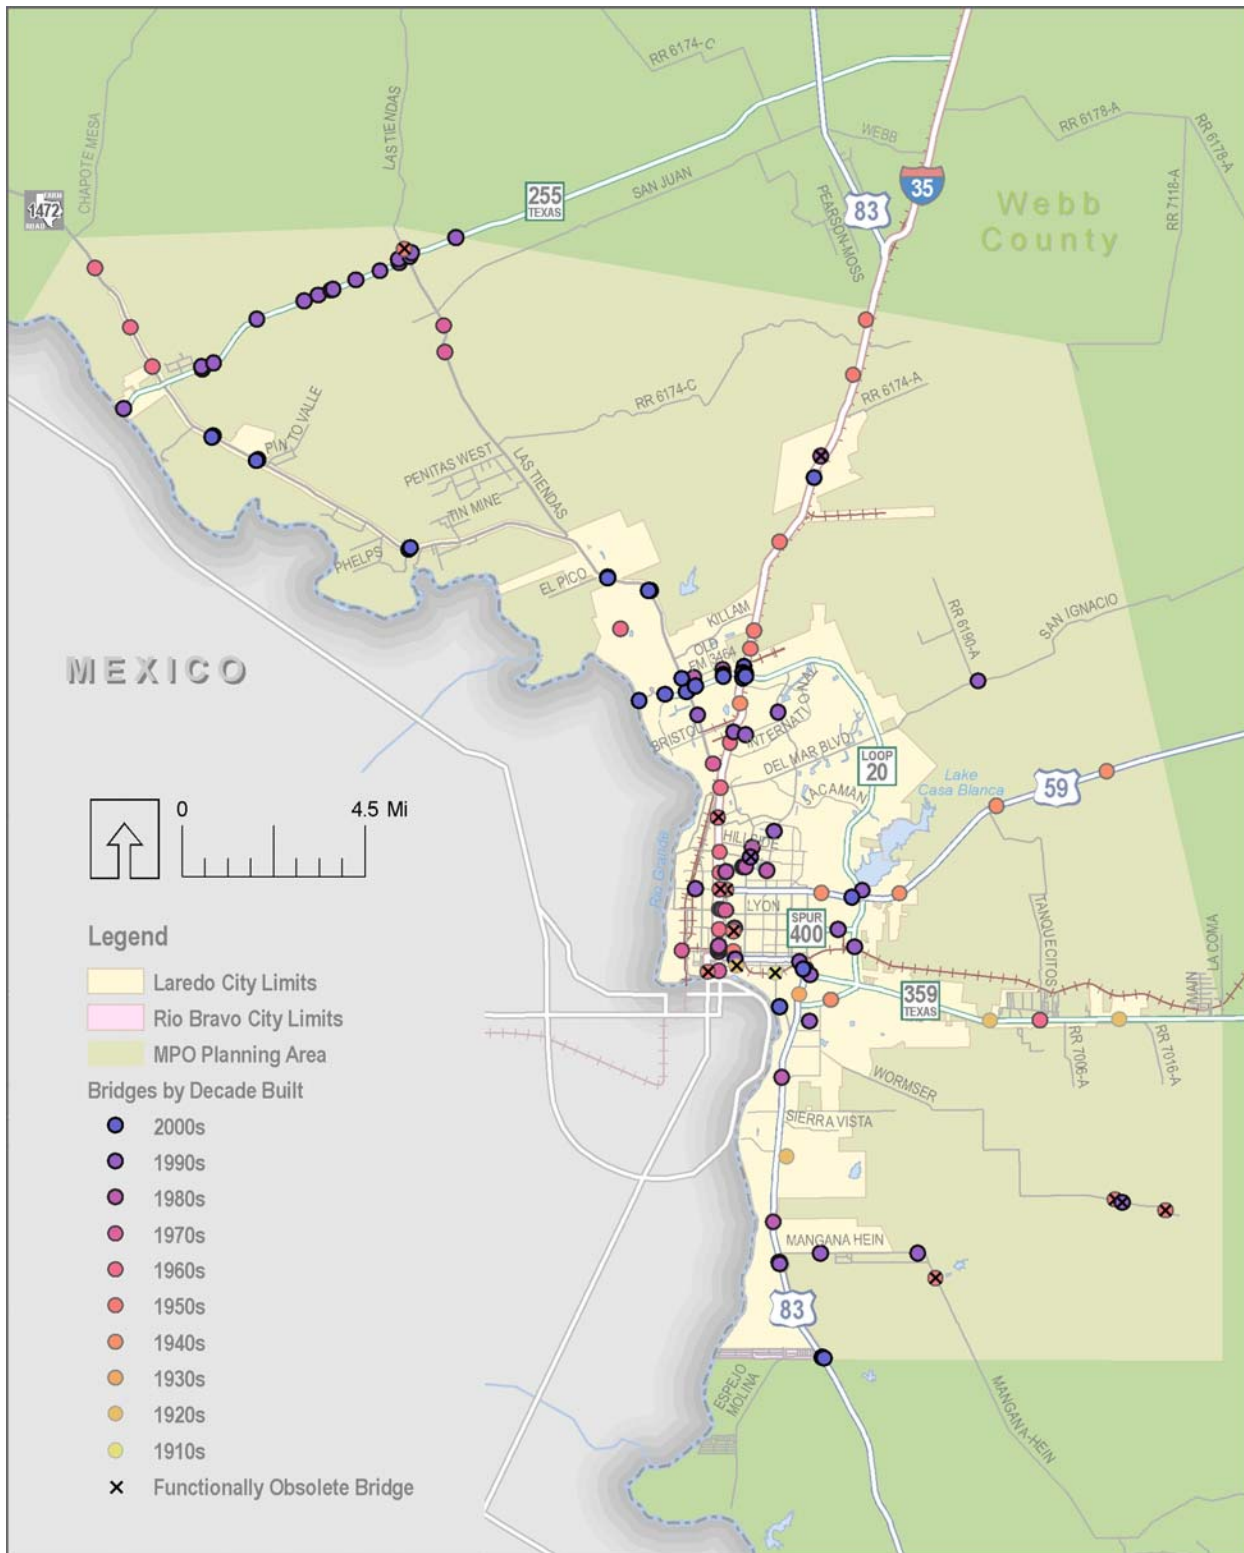 RR 6174-C
CHAPOTE MESA
LAS TIENDAS
WEBB
RR 6178-A
RR 6178-A
35
255
TEXAS
SAN JUAN
83
PEARSON-MOSS
RR 7118-A
FARM
1472
ROAD
Webb
County
RR 6174-C
RR 6174-A
PINTO VALLE
PENITAS WEST
LAS TIENDAS
TIN MINE
PHELPS
EL PICO
KILLAM
OLD
FM 3464
RR 6190-A
SAN IGNACIO
MEXICO
INTERNATIONAL
BRISTOL
DEL MAR BLVD
LOOP
20
Lake
Casa Blanca
59
JACAMAN
0
4.5 Mi
HILLSIDE
Rio Grande
LYON
SPUR
400
TANQUECITOS
LA COMA
MAIN
359
TEXAS
RR 7006-A
RR 7016-A
WORMSER
SIERRA VISTA
MANGANA HEIN
83
ESPEJO
MOLINA
MANGANA-HEIN
Legend
Laredo City Limits
Rio Bravo City Limits
MPO Planning Area
Bridges by Decade Built
2000s
1990s
1980s
1970s
1960s
1950s
1940s
1930s
1920s
1910s
Functionally Obsolete Bridge